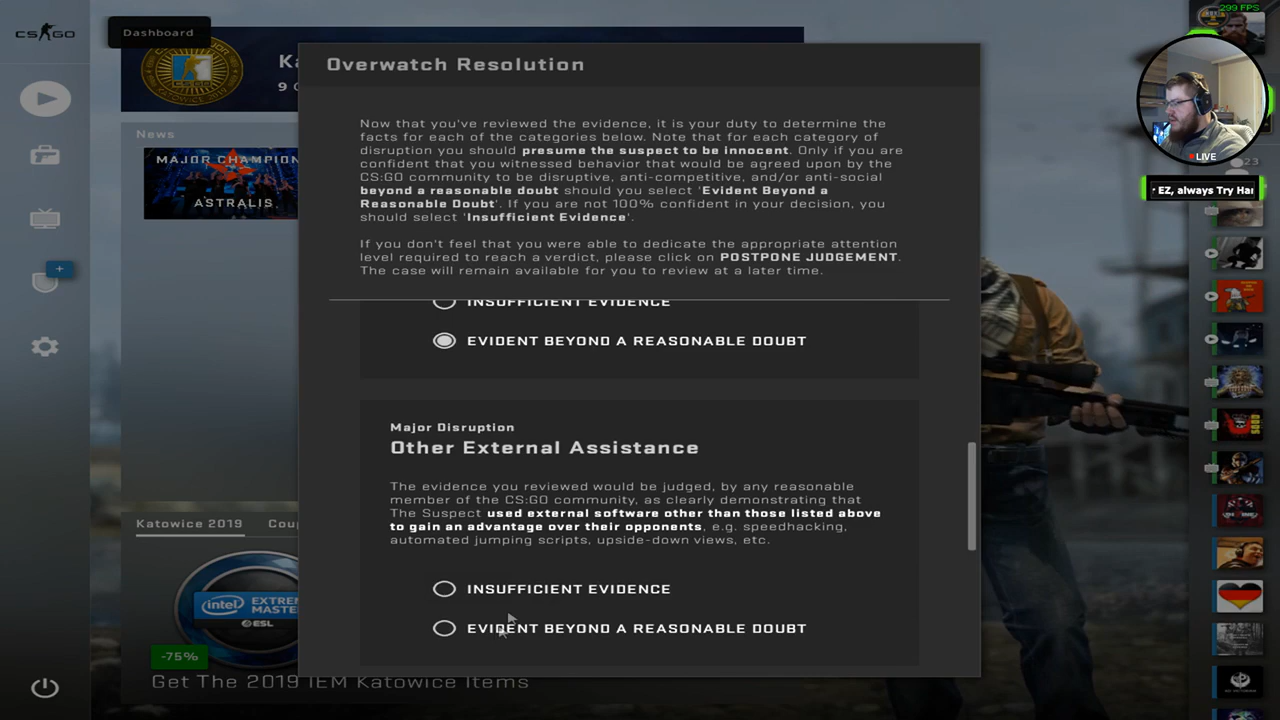 299 FPS
CS GO
Dashboard
Ka
9 C
Overwatch Resolution
LIVE
23
EZ, always Try Har
Now that you've reviewed the evidence, it is your duty to determine the
facts for each of the categories below. Note that for each category of
disruption you should presume the suspect to be innocent. Only if you are
confident that you witnessed behavior that would be agreed upon by the
CS:GO community to be disruptive, anti-competitive, and/or anti-social
beyond a reasonable doubt should you select 'Evident Beyond a
Reasonable Doubt'. If you are not 100% confident in your decision, you
should select 'Insufficient Evidence'.
If you don't feel that you were able to dedicate the appropriate attention
level required to reach a verdict, please click on POSTPONE JUDGEMENT.
The case will remain available for you to review at a later time.
News
MAJOR CHAMPION
ASTRALIS
INSUFFICIENT EVIDENCE
EVIDENT BEYOND A REASONABLE DOUBT
Major Disruption
Other External Assistance
The evidence you reviewed would be judged, by any reasonable
member of the CS:GO community, as clearly demonstrating that
The Suspect used external software other than those listed above
to gain an advantage over their opponents, e.g. speedhacking,
automated jumping scripts, upside-down views, etc.
INSUFFICIENT EVIDENCE
EVIDENT BEYOND A REASONABLE DOUBT
Katowice 2019 Cou
intel EXTREM
MASTE
ESL
-75%
Get The 2019 IEM Katowice Items